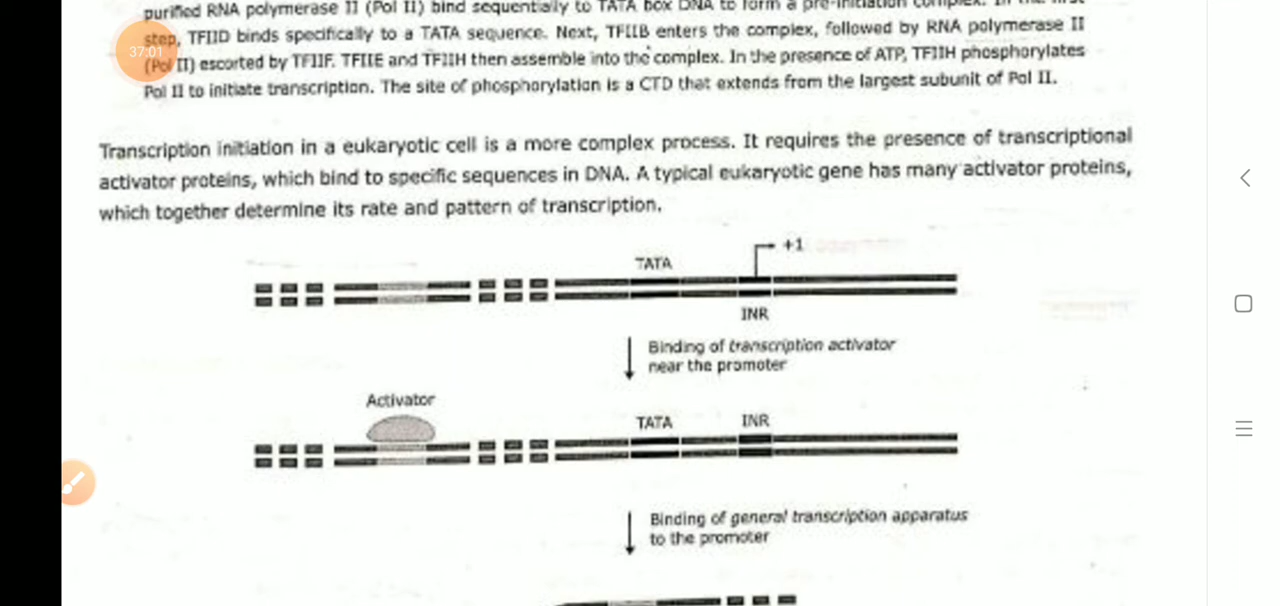 purified RNA polymerase II (Pol II) bind sequentially to TATA box DNA to form a pre-initiation complex. In the first
step, TFIID binds specifically to a TATA sequence. Next, TFIIB enters the complex, followed by RNA polymerase II
(Pol II) escorted by TFIIF. TFIIE and TFIIH then assemble into the complex. In the presence of ATP, TFIIH phosphorylates
Pol II to initiate transcription. The site of phosphorylation is a CTD that extends from the largest subunit of Pol II.
37:01
Transcription initiation in a eukaryotic cell is a more complex process. It requires the presence of transcriptional
activator proteins, which bind to specific sequences in DNA. A typical eukaryotic gene has many activator proteins,
which together determine its rate and pattern of transcription.
+1
TATA
INR
Binding of transcription activator
near the promoter
Activator
TATA INR
Binding of general transcription apparatus
to the promoter